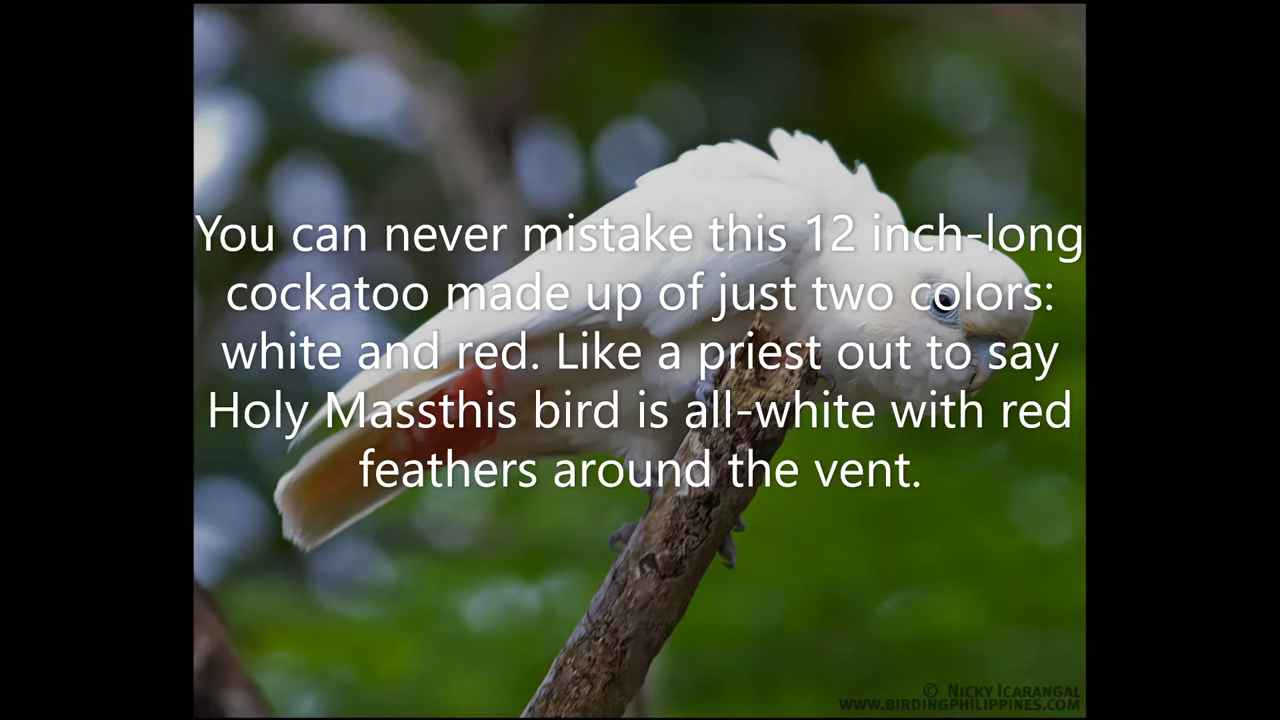 You can never mistake this 12 inch-long
cockatoo made up of just two colors:
white and red. Like a priest out to say
Holy Massthis bird is all-white with red
feathers around the vent.
© Nicky Icarangal
www.birdingphilippines.com